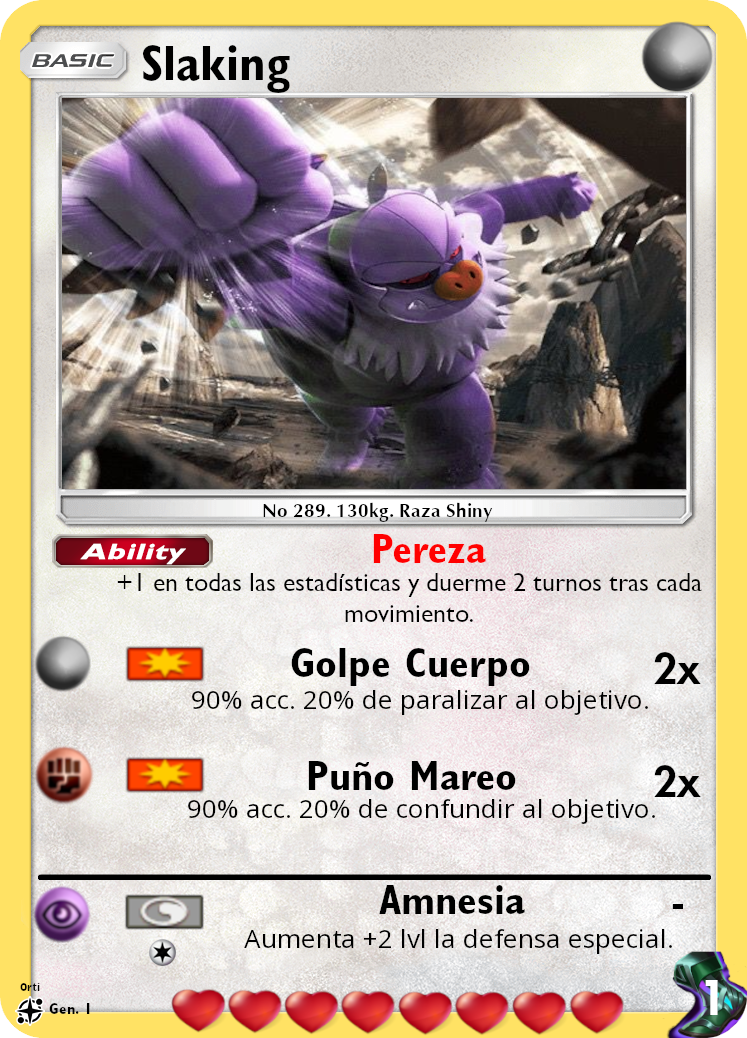 BASIC
Slaking
No 289. 130kg. Raza Shiny
Ability
Pereza
+1 en todas las estadísticas y duerme 2 turnos tras cada
movimiento.
Golpe Cuerpo 2x
90% acc. 20% de paralizar al objetivo.
Puño Mareo 2x
90% acc. 20% de confundir al objetivo.
Amnesia -
Aumenta +2 lvl la defensa especial.
Orti
Gen. 1
1